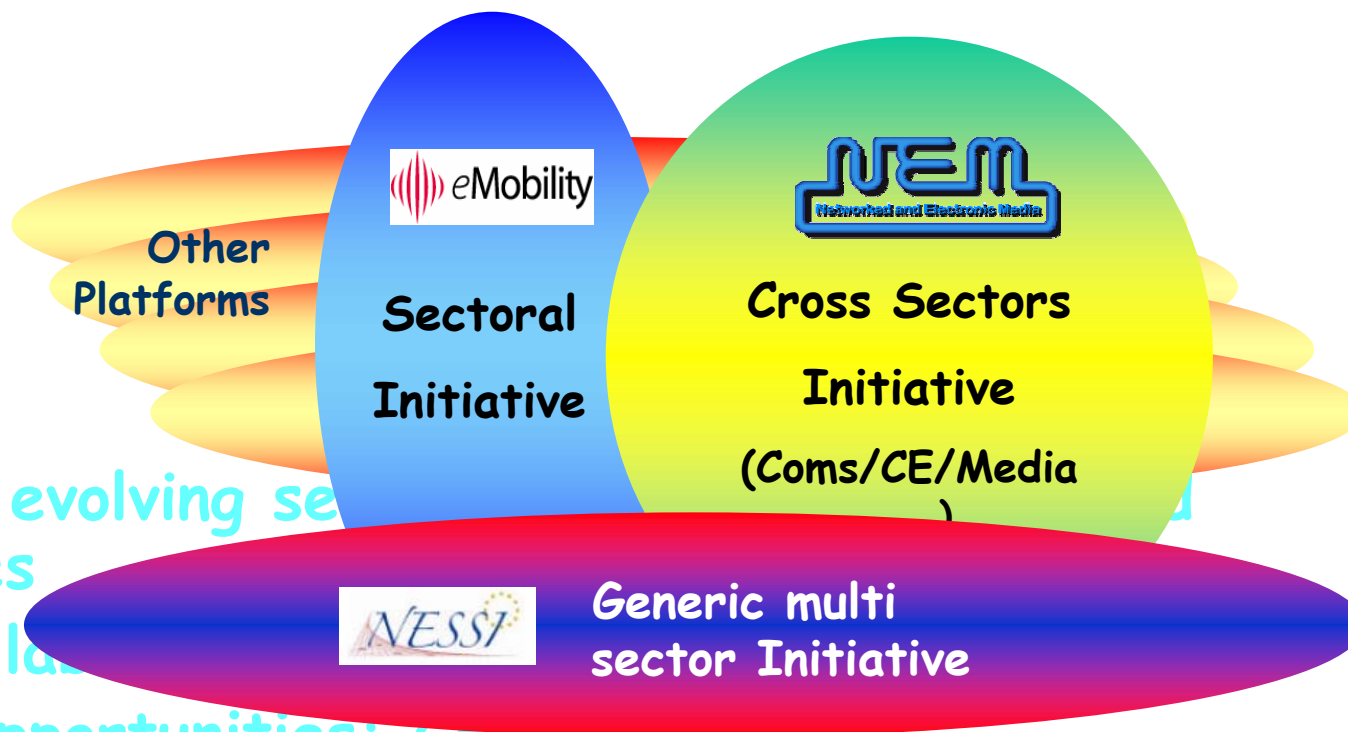 eMobility
NEM
Networked and Electronic Media
Other
Platforms
Sectoral
Initiative
Cross Sectors
Initiative
(Coms/CE/Media
)
evolving
NESSI
Generic multi
sector Initiative